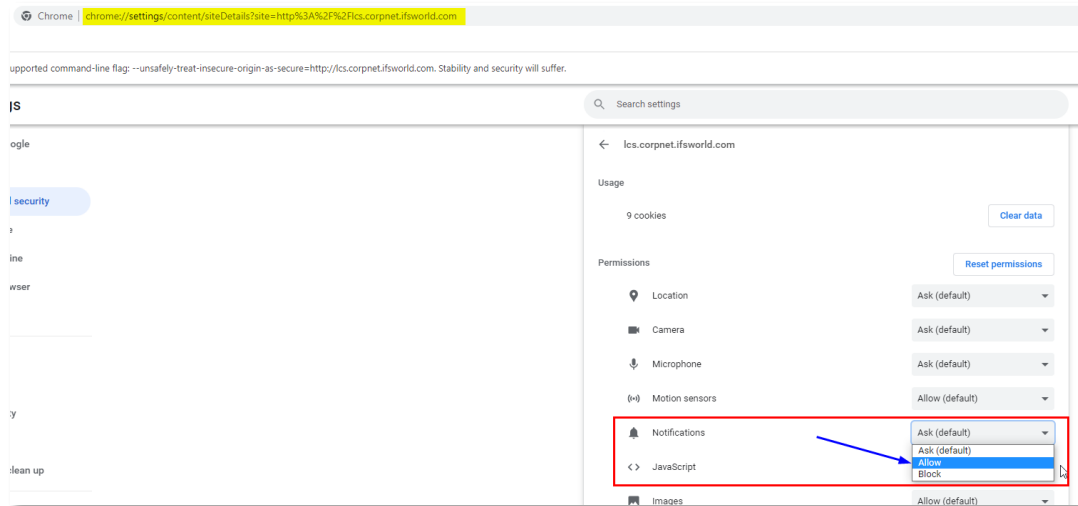 Chrome | chrome://settings/content/siteDetails?site=http%3A%2F%2Flcs.corpnet.ifsworld.com
upported command-line flag: --unsafely-treat-insecure-origin-as-secure=http://lcs.corpnet.ifsworld.com. Stability and security will suffer.
gs
Search settings
ogle
lcs.corpnet.ifsworld.com
Usage
security
9 cookies
Clear data
e
ine
Permissions
Reset permissions
wser
Location
Ask (default)
Camera
Ask (default)
Microphone
Ask (default)
Motion sensors
Allow (default)
ty
Notifications
Ask (default)
Ask (default)
Allow
Block
JavaScript
clean up
Images
Allow (default)